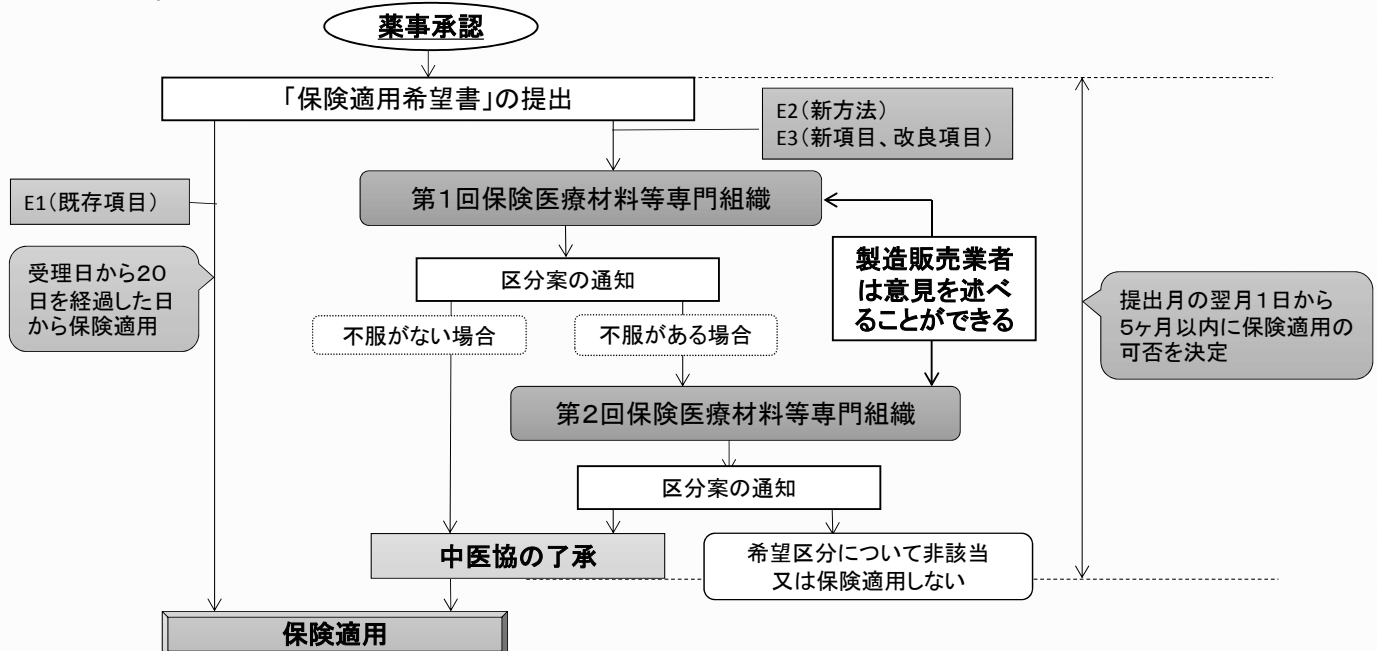 薬事承認
「保険適用希望書」の提出
E2(新方法)
E3(新項目、改良項目)
E1(既存項目)
第1回保険医療材料等専門組織
受理日から20
日を経過した日
から保険適用
区分案の通知
製造販売業者
は意見を述べ
ることができる
提出月の翌月1日から
5ヶ月以内に保険適用の
可否を決定
不服がない場合
不服がある場合
第2回保険医療材料等専門組織
区分案の通知
中医協の了承
希望区分について非該当
又は保険適用しない
保険適用